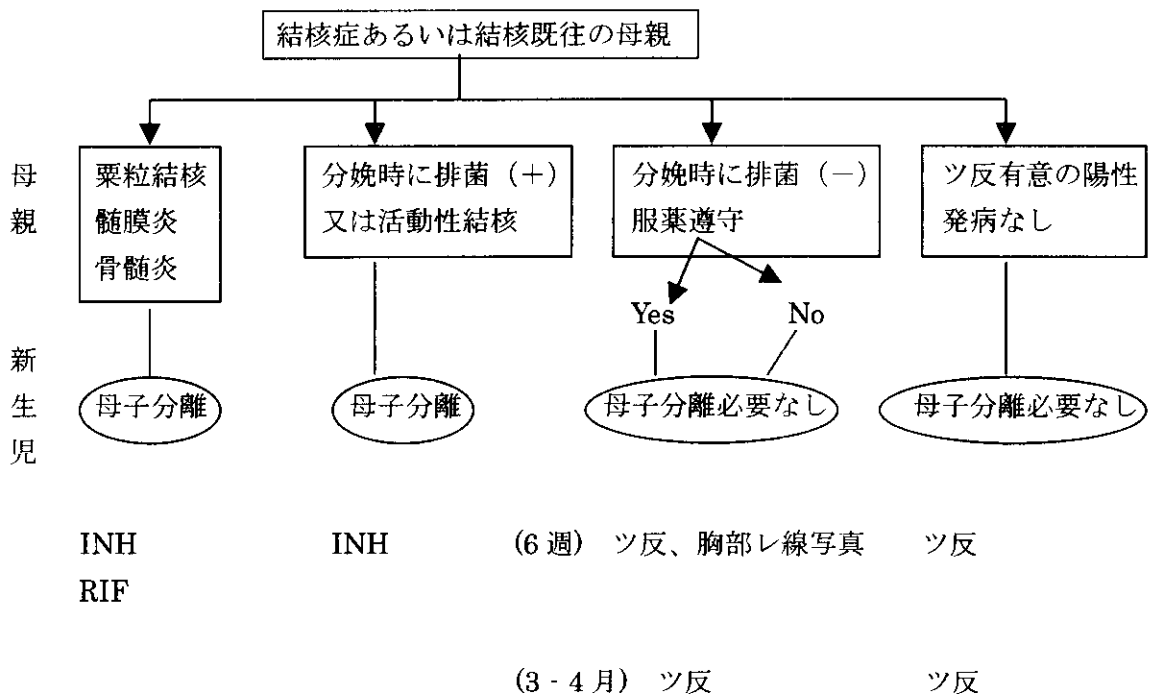 結核症あるいは結核既往の母親
母親
粟粒結核
髄膜炎
骨髄炎
分娩時に排菌（＋）
又は活動性結核
分娩時に排菌（－）
服薬遵守
ツ反有意の陽性
発病なし
Yes No
新生児
母子分離 母子分離 母子分離必要なし 母子分離必要なし
INH INH (6 週) ツ反、胸部レ線写真 ツ反
RIF
(3 - 4 月) ツ反 ツ反